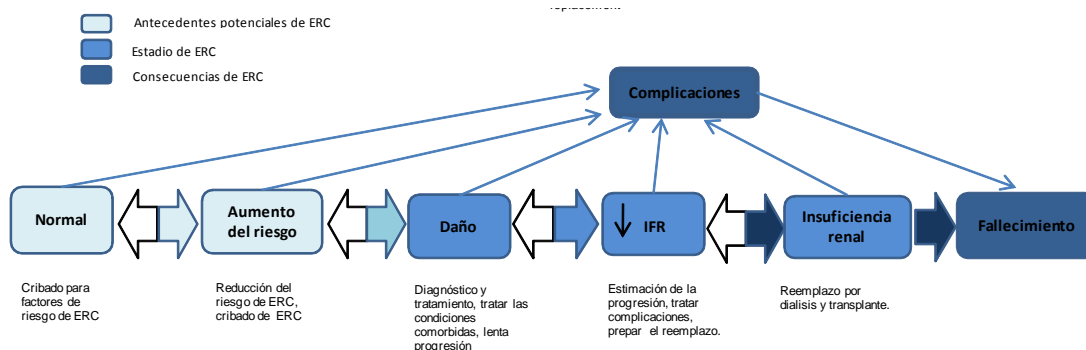 Antecedentes potenciales de ERC
Estadio de ERC
Consecuencias de ERC
Complicaciones
Normal
Aumento
del riesgo
Daño
↓ IFR
Insuficiencia
renal
Fallecimiento
Cribado para
factores de
riesgo de ERC
Reducción del
riesgo de ERC,
cribado de ERC
Diagnóstico y
tratamiento, tratar las
condiciones
comorbidas, lenta
progresión
Estimación de la
progresión, tratar
complicaciones,
prepar el reemplazo.
Reemplazo por
dialisis y transplante.